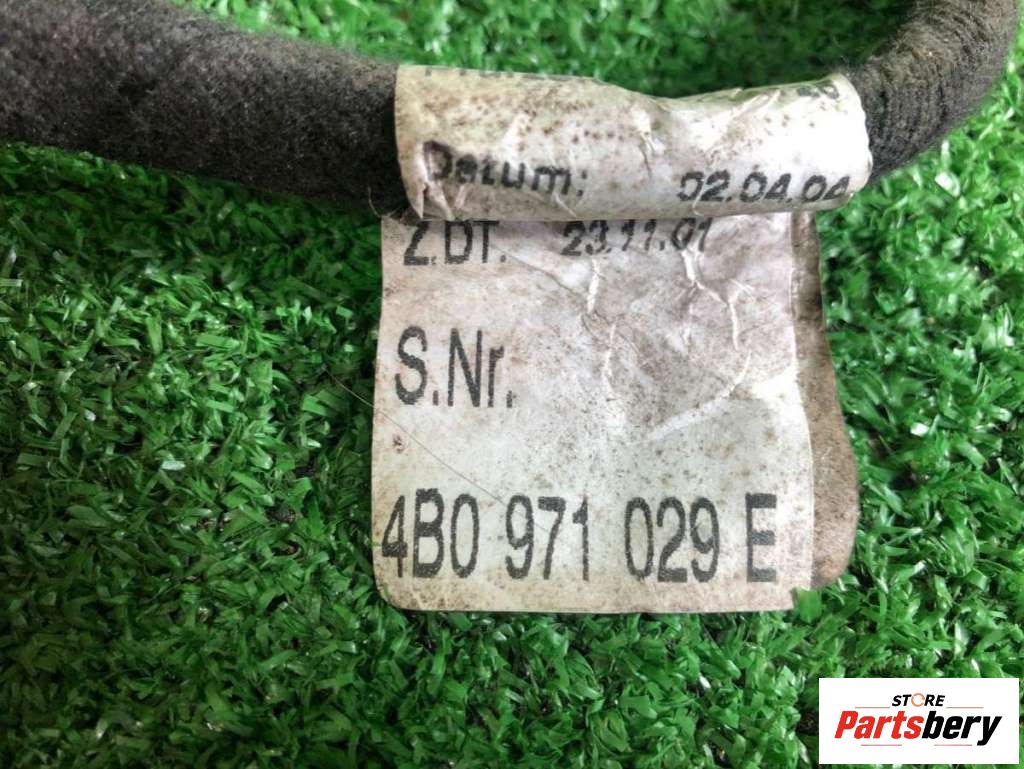 Datum: 02.04.04
Z.DT. 23.11.01
S.Nr.
4B0 971 029 E
STORE
Partsbery